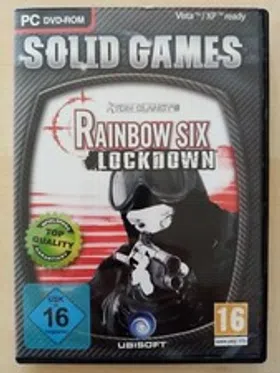 PC DVD-ROM
Vista™/XP™ ready
SOLID GAMES
TOM CLANCY'S
RAINBOW SIX
LOCKDOWN
TOP
QUALITY
USK
16
UBISOFT
16